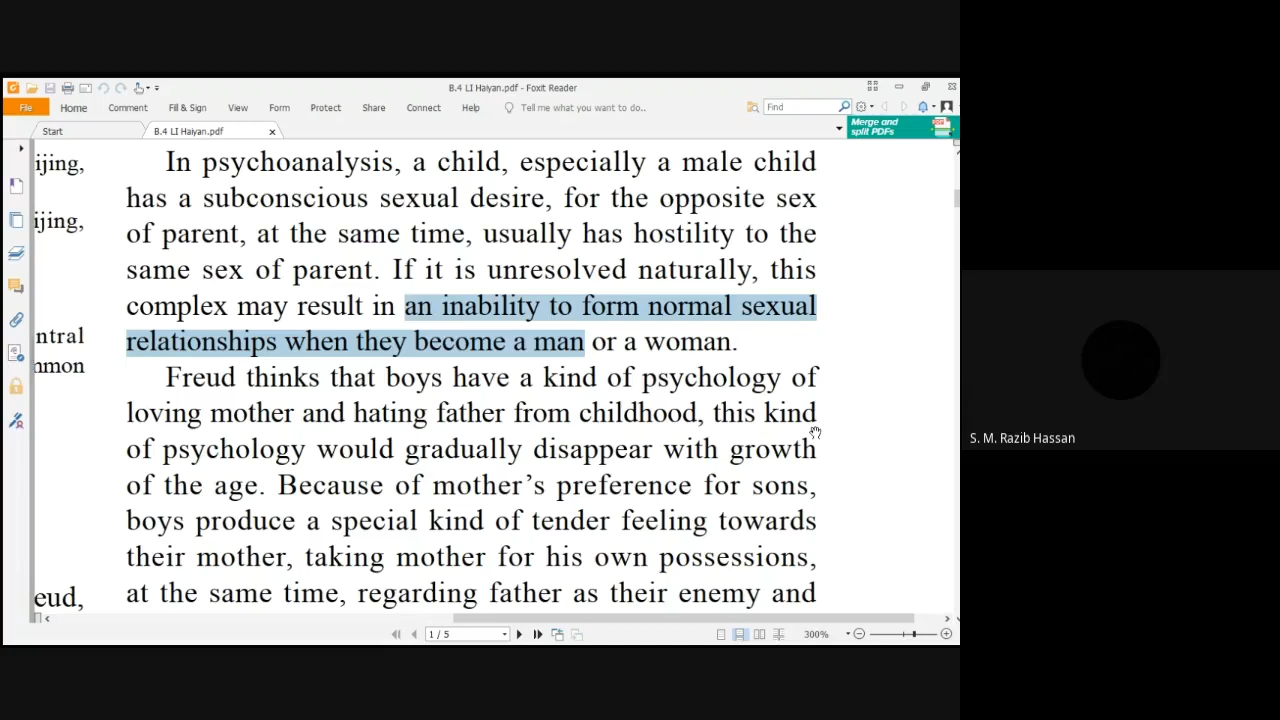 B.4 LI Haiyan.pdf - Foxit Reader
File Home Comment Fill & Sign View Form Protect Share Connect Help Tell me what you want to do.. Find
Merge and
split PDFs
Start B.4 LI Haiyan.pdf
ijing,
ijing,
ntral
nmon
eud,
In psychoanalysis, a child, especially a male child
has a subconscious sexual desire, for the opposite sex
of parent, at the same time, usually has hostility to the
same sex of parent. If it is unresolved naturally, this
complex may result in an inability to form normal sexual
relationships when they become a man or a woman.
Freud thinks that boys have a kind of psychology of
loving mother and hating father from childhood, this kind
of psychology would gradually disappear with growth
of the age. Because of mother’s preference for sons,
boys produce a special kind of tender feeling towards
their mother, taking mother for his own possessions,
at the same time, regarding father as their enemy and
1 / 5 300%
S. M. Razib Hassan